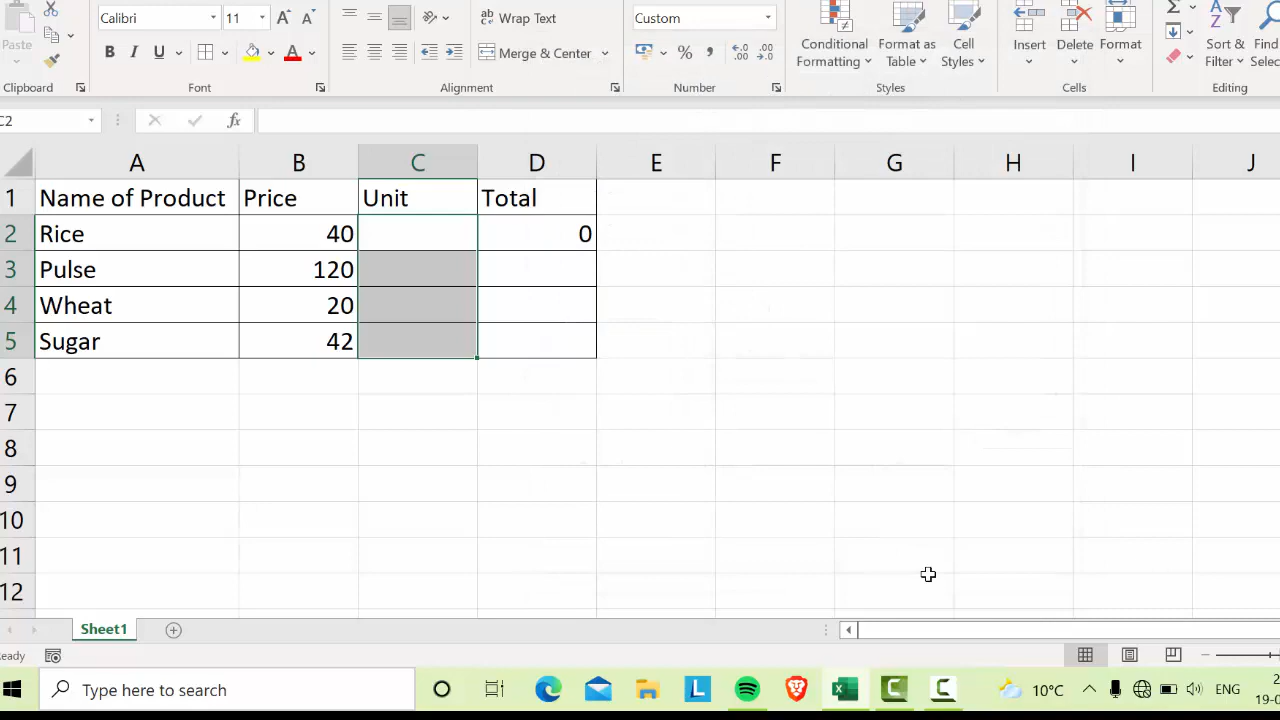 Calibri 11 Wrap Text Custom
Paste Merge & Center Conditional Formatting Format as Table Cell Styles Insert Delete Format Sort & Filter
Clipboard Font Alignment Number Styles Cells Editing
C2 fx
A B C D E F G H I J
1 Name of Product Price Unit Total
2 Rice 40 0
3 Pulse 120
4 Wheat 20
5 Sugar 42
6
7
8
9
10
11
12
Sheet1
Type here to search 10°C ENG